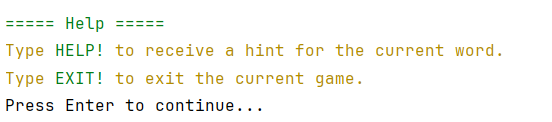 ===== Help =====
Type HELP! to receive a hint for the current word.
Type EXIT! to exit the current game.
Press Enter to continue...